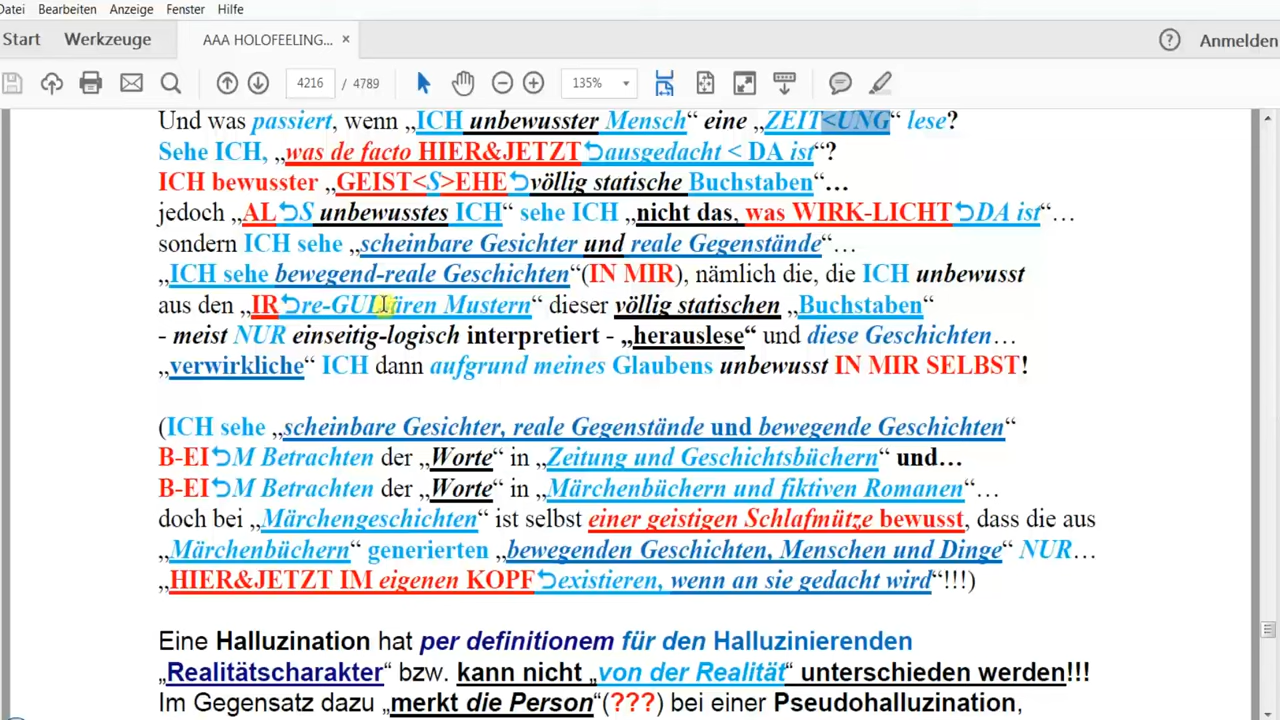 Datei Bearbeiten Anzeige Fenster Hilfe
Start Werkzeuge AAA HOLOFEELING... × Anmelden
4216 / 4789 135%
Und was passiert, wenn „ICH unbewusster Mensch“ eine „ZEIT<UNG“ lese?
Sehe ICH, „was de facto HIER&JETZT⮌ausgedacht < DA ist“?
ICH bewusster „GEIST<S>EHE⮌völlig statische Buchstaben“…
jedoch „AL⮌S unbewusstes ICH“ sehe ICH „nicht das, was WIRK-LICHT⮌DA ist“…
sondern ICH sehe „scheinbare Gesichter und reale Gegenstände“…
„ICH sehe bewegend-reale Geschichten“(IN MIR), nämlich die, die ICH unbewusst
aus den „IR⮌re-GULären Mustern“ dieser völlig statischen „Buchstaben“
- meist NUR einseitig-logisch interpretiert - „herauslese“ und diese Geschichten…
„verwirkliche“ ICH dann aufgrund meines Glaubens unbewusst IN MIR SELBST!
(ICH sehe „scheinbare Gesichter, reale Gegenstände und bewegende Geschichten“
B-EI⮌M Betrachten der „Worte“ in „Zeitung und Geschichtsbüchern“ und…
B-EI⮌M Betrachten der „Worte“ in „Märchenbüchern und fiktiven Romanen“…
doch bei „Märchengeschichten“ ist selbst einer geistigen Schlafmütze bewusst, dass die aus
„Märchenbüchern“ generierten „bewegenden Geschichten, Menschen und Dinge“ NUR…
„HIER&JETZT IM eigenen KOPF⮌existieren, wenn an sie gedacht wird“!!!)
Eine Halluzination hat per definitionem für den Halluzinierenden
„Realitätscharakter“ bzw. kann nicht „von der Realität“ unterschieden werden!!!
Im Gegensatz dazu „merkt die Person“(???) bei einer Pseudohalluzination,